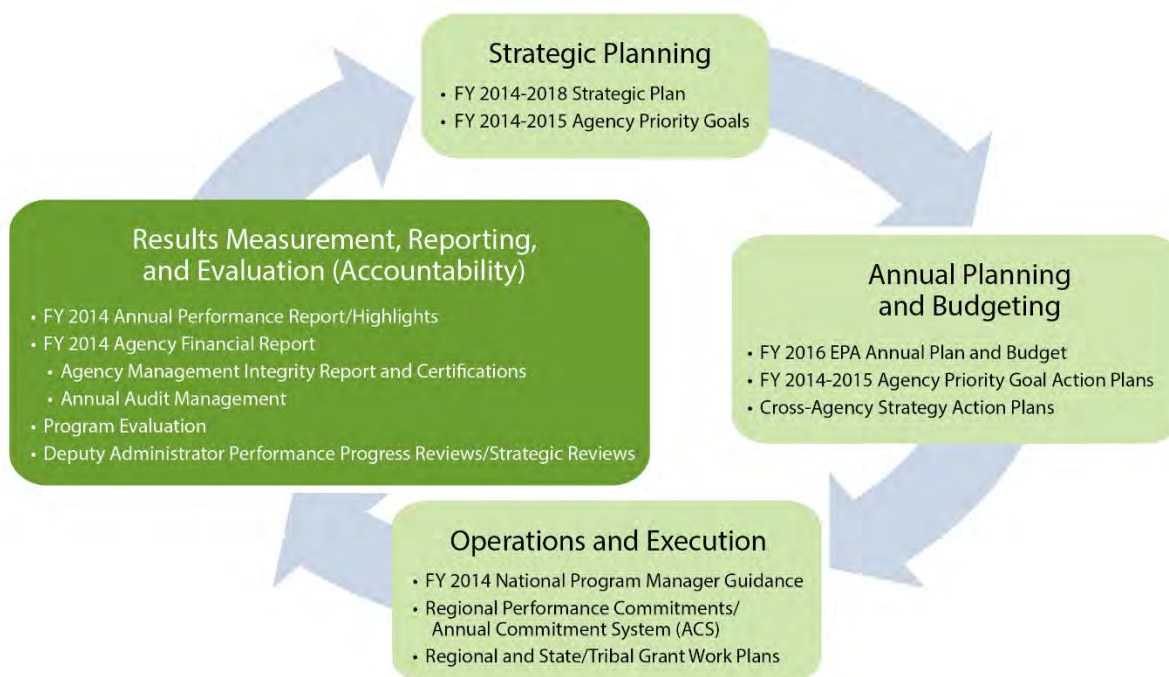 Strategic Planning
• FY 2014-2018 Strategic Plan
• FY 2014-2015 Agency Priority Goals
Results Measurement, Reporting,
and Evaluation (Accountability)
• FY 2014 Annual Performance Report/Highlights
• FY 2014 Agency Financial Report
• Agency Management Integrity Report and Certifications
• Annual Audit Management
• Program Evaluation
• Deputy Administrator Performance Progress Reviews/Strategic Reviews
Annual Planning
and Budgeting
• FY 2016 EPA Annual Plan and Budget
• FY 2014-2015 Agency Priority Goal Action Plans
• Cross-Agency Strategy Action Plans
Operations and Execution
• FY 2014 National Program Manager Guidance
• Regional Performance Commitments/
Annual Commitment System (ACS)
• Regional and State/Tribal Grant Work Plans